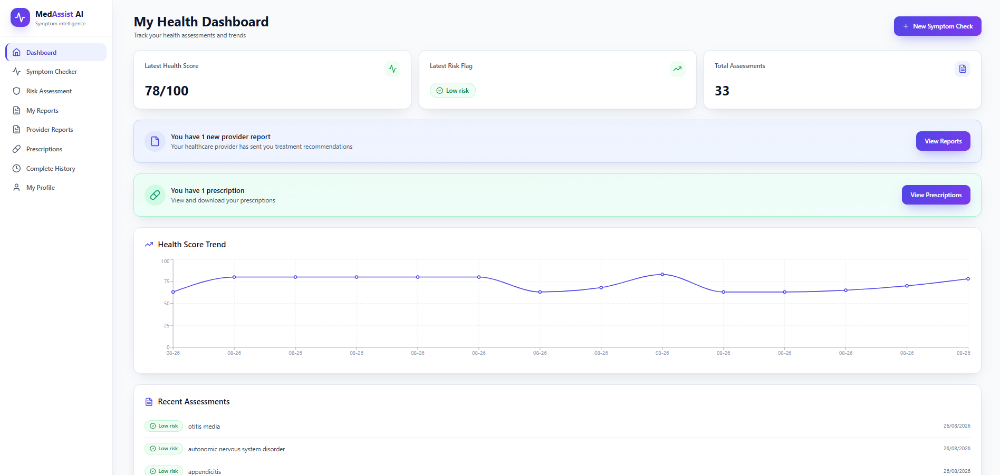 MedAssist AI
Symptom intelligence
Dashboard
Symptom Checker
Risk Assessment
My Reports
Provider Reports
Prescriptions
Complete History
My Profile
My Health Dashboard
Track your health assessments and trends
+ New Symptom Check
Latest Health Score
78/100
Latest Risk Flag
Low risk
Total Assessments
33
You have 1 new provider report
Your healthcare provider has sent you treatment recommendations
View Reports
You have 1 prescription
View and download your prescriptions
View Prescriptions
Health Score Trend
100
75
50
25
0
08-26 08-26 08-26 08-26 08-26 08-26 08-26 08-26 08-26 08-26 08-26 08-26 08-26 08-26
Recent Assessments
Low risk otitis media 26/08/2026
Low risk autonomic nervous system disorder 26/08/2026
Low risk appendicitis 26/08/2026